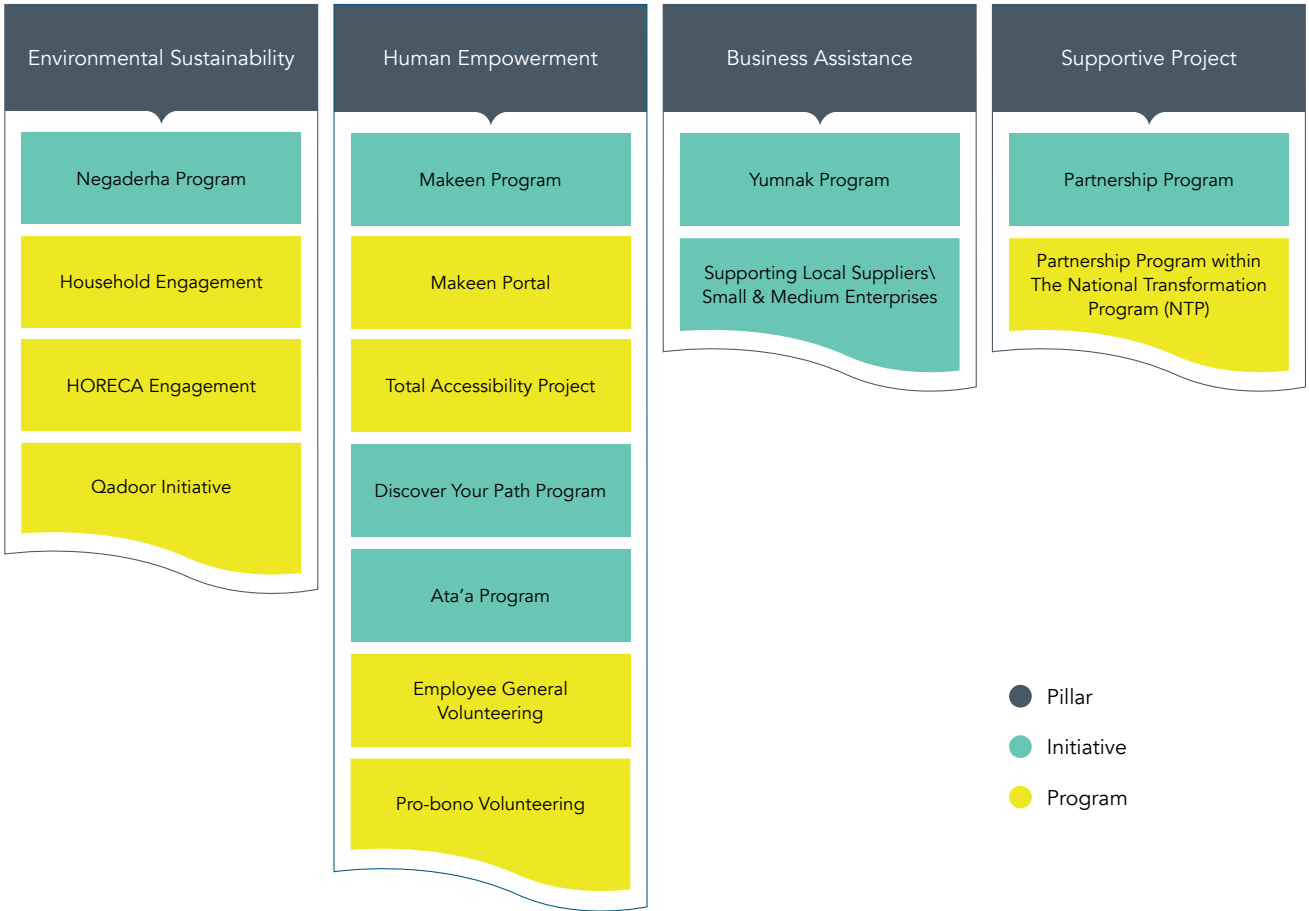 Environmental Sustainability
Negaderha Program
Household Engagement
HORECA Engagement
Qadoor Initiative
Human Empowerment
Makeen Program
Makeen Portal
Total Accessibility Project
Discover Your Path Program
Ata’a Program
Employee General
Volunteering
Pro-bono Volunteering
Business Assistance
Yumnak Program
Supporting Local Suppliers\
Small & Medium Enterprises
Supportive Project
Partnership Program
Partnership Program within
The National Transformation
Program (NTP)
Pillar
Initiative
Program